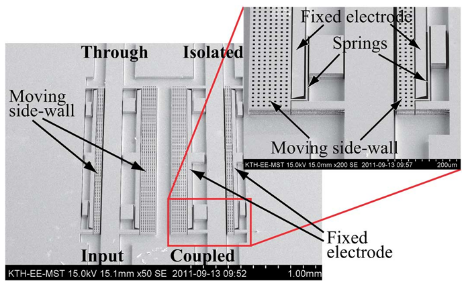 Through
Isolated
Fixed electrode
Springs
Moving
side-wall
Moving side-wall
KTH-EE-MST 15.0kV 15.0mm x200 SE 2011-09-13 09:57
200um
Fixed
electrode
Input
Coupled
KTH-EE-MST 15.0kV 15.1mm x50 SE 2011-09-13 09:52
1.00mm